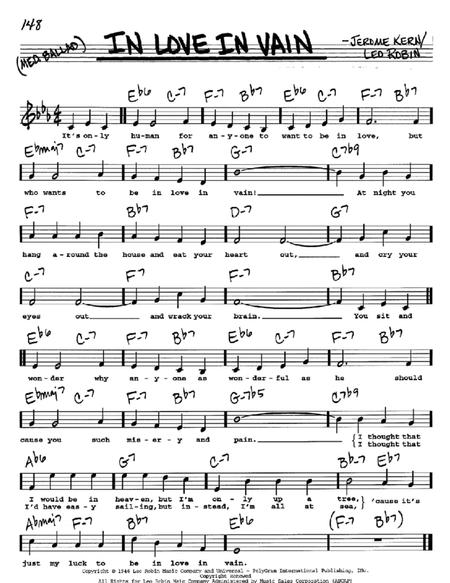 148
(MED. BALLAD)
IN LOVE IN VAIN
-JEROME KERN/
LEO ROBIN
Eb6 C-7 F-7 Bb7 Eb6 C-7 F-7 Bb7
It's on-ly hu-man for an-y-one to want to be in love, but
Ebmaj7 C-7 F-7 Bb7 G-7 C7b9
who wants to be in love in vain! At night you
F-7 Bb7 D-7 G7
hang a-round the house and eat your heart out, and cry your
C-7 F-7 F-7 Bb7
eyes out and wrack your brain. You sit and
Eb6 C-7 F-7 Bb7 Eb6 C-7 F-7 Bb7
won-der why an-y-one as won-der-ful as he should
Ebmaj7 C-7 F-7 Bb7 G-7b5 C7b9
cause you such mis-er-y and pain. { I thought that
I thought that
Ab6 G-7 C-7 Bb-7 Eb7
I would be in heav-en, but I'm on-ly up a tree, 'cause it's
I'd have eas-y sail-ing, but in-stead, I'm all at sea,
Abmaj7 F-7 Bb7 Eb6 (F-7 Bb7)
just my luck to be in love in vain.
Copyright © 1944 Leo Robin Music Company and Universal - PolyGram International Publishing, INC.
Copyright Renewed
All Rights for Leo Robin Music Company Administered by Music Sales Corporation (ASCAP)